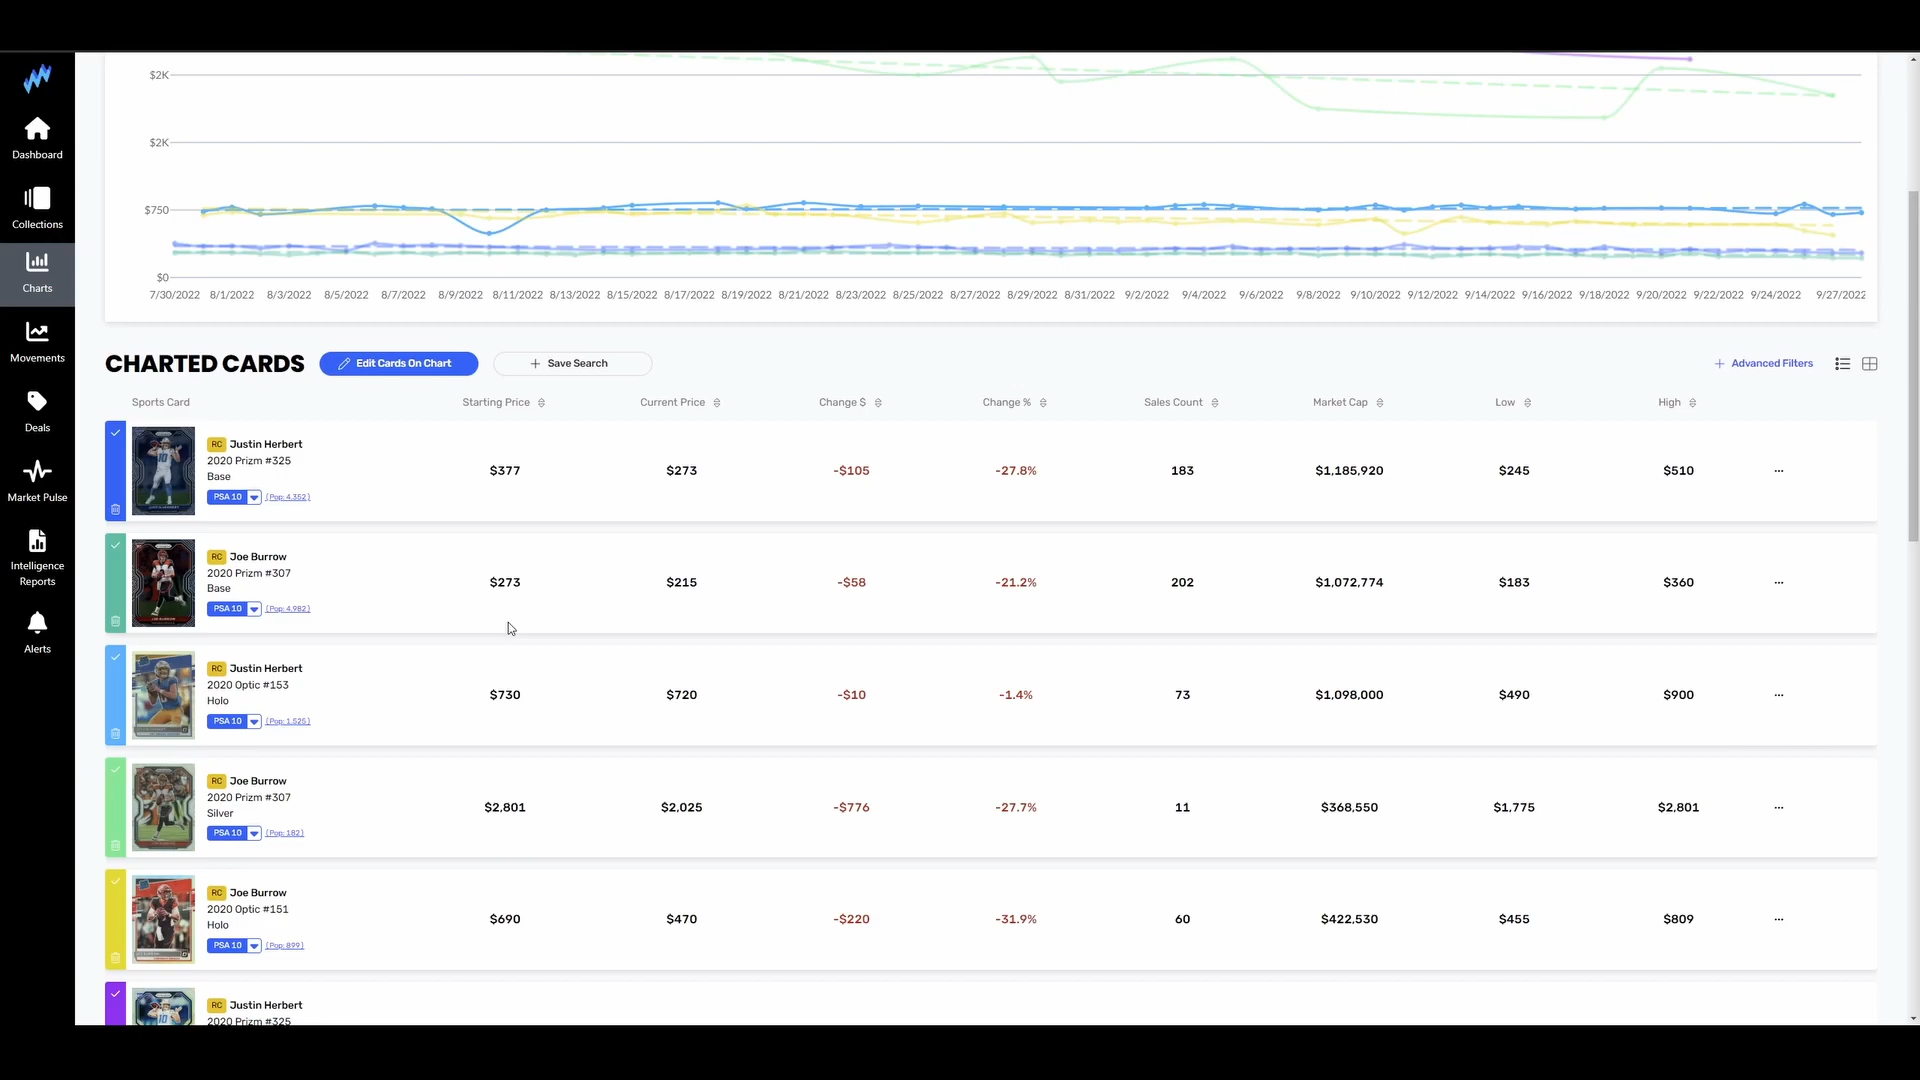 $2K
$2K
$750
$0
7/30/2022 8/1/2022 8/3/2022 8/5/2022 8/7/2022 8/9/2022 8/11/2022 8/13/2022 8/15/2022 8/17/2022 8/19/2022 8/21/2022 8/23/2022 8/25/2022 8/27/2022 8/29/2022 8/31/2022 9/2/2022 9/4/2022 9/6/2022 9/8/2022 9/10/2022 9/12/2022 9/14/2022 9/16/2022 9/18/2022 9/20/2022 9/22/2022 9/24/2022 9/27/2022
Dashboard
Collections
Charts
Movements
Deals
Market Pulse
Intelligence
Reports
Alerts
CHARTED CARDS Edit Cards On Chart + Save Search + Advanced Filters
Sports Card Starting Price Current Price Change $ Change % Sales Count Market Cap Low High
RC Justin Herbert
2020 Prizm #325
Base
PSA 10 (Pop: 4,352)
$377 $273 -$105 -27.8% 183 $1,185,920 $245 $510 ...
RC Joe Burrow
2020 Prizm #307
Base
PSA 10 (Pop: 4,982)
$273 $215 -$58 -21.2% 202 $1,072,774 $183 $360 ...
RC Justin Herbert
2020 Optic #153
Holo
PSA 10 (Pop: 1,525)
$730 $720 -$10 -1.4% 73 $1,098,000 $490 $900 ...
RC Joe Burrow
2020 Prizm #307
Silver
PSA 10 (Pop: 182)
$2,801 $2,025 -$776 -27.7% 11 $368,550 $1,775 $2,801 ...
RC Joe Burrow
2020 Optic #151
Holo
PSA 10 (Pop: 899)
$690 $470 -$220 -31.9% 60 $422,530 $455 $809 ...
RC Justin Herbert
2020 Prizm #325